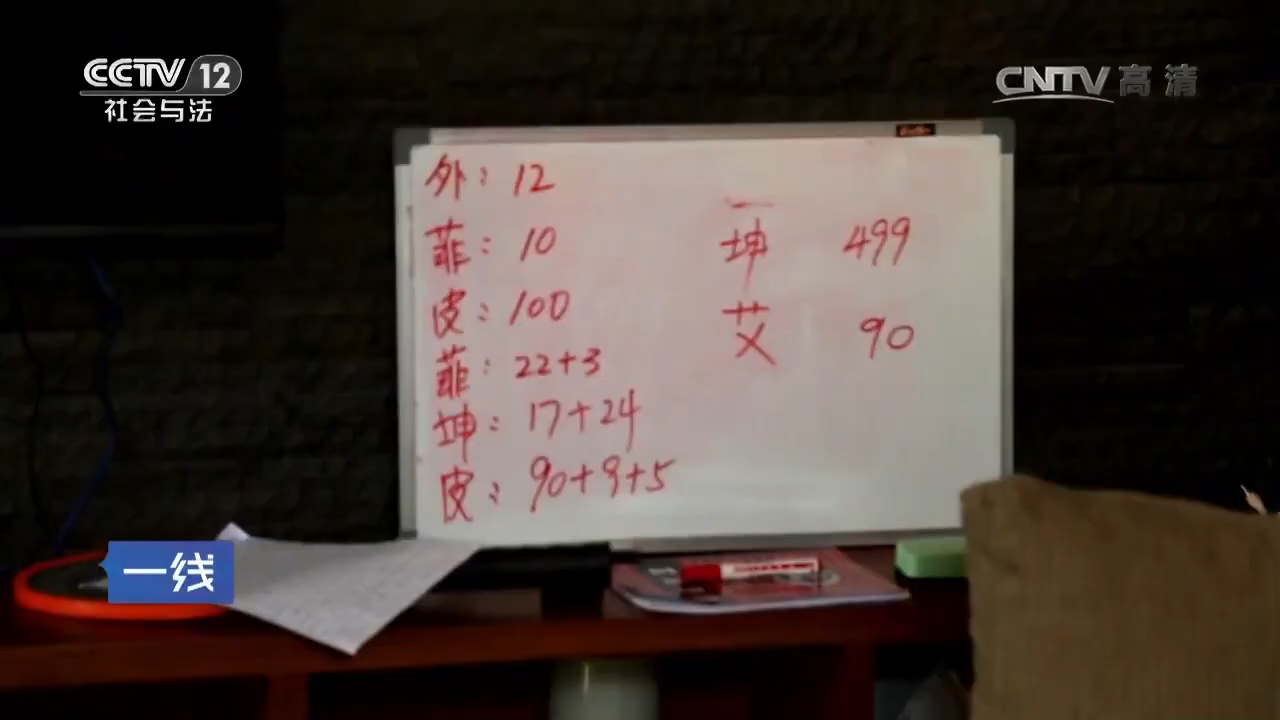 CCTV 12
社会与法
CNTV 高清
外：12
菲：10
皮：100
菲：22+3
坤：17+24
皮：90+9+5
坤 499
艾 90
一线